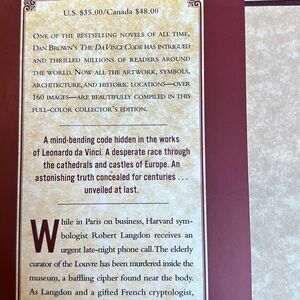 U.S. $35.00/Canada $48.00
One of the bestselling novels of all time,
Dan Brown's The DaVinci Code has intrigued
and thrilled millions of readers around
the world. Now all the artwork, symbols,
architecture, and historic locations—over
160 images—are beautifully compiled in this
full-color collector's edition.
A mind-bending code hidden in the works
of Leonardo da Vinci. A desperate race through
the cathedrals and castles of Europe. An
astonishing truth concealed for centuries . . .
unveiled at last.
While in Paris on business, Harvard sym-
bologist Robert Langdon receives an
urgent late-night phone call. The elderly
curator of the Louvre has been murdered inside the
museum, a baffling cipher found near the body.
As Langdon and a gifted French cryptologist,